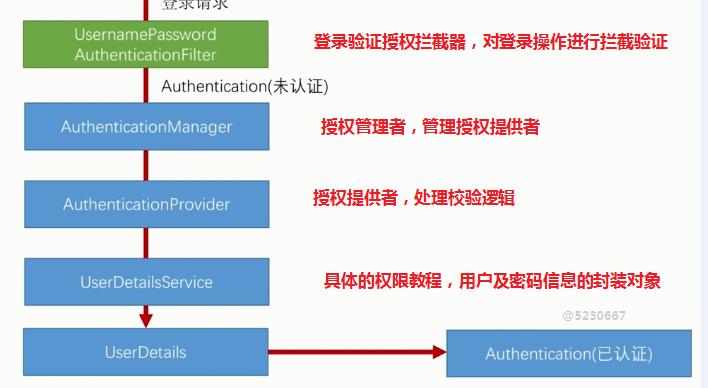 登录请求
UsernamePassword
AuthenticationFilter
登录验证授权拦截器，对登录操作进行拦截验证
Authentication(未认证)
AuthenticationManager
授权管理者，管理授权提供者
AuthenticationProvider
授权提供者，处理校验逻辑
UserDetailsService
具体的权限教程，用户及密码信息的封装对象
@5230667
UserDetails
Authentication(已认证)